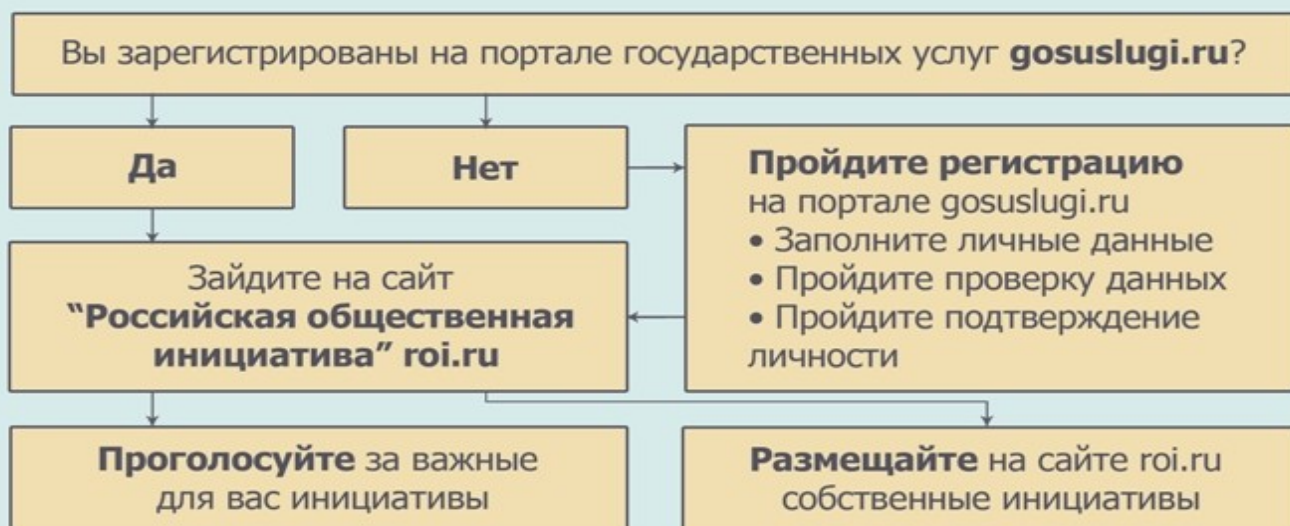 Вы зарегистрированы на портале государственных услуг gosuslugi.ru?
Да
Нет
Пройдите регистрацию
на портале gosuslugi.ru
• Заполните личные данные
• Пройдите проверку данных
• Пройдите подтверждение
личности
Зайдите на сайт
“Российская общественная
инициатива” roi.ru
Проголосуйте за важные
для вас инициативы
Размещайте на сайте roi.ru
собственные инициативы